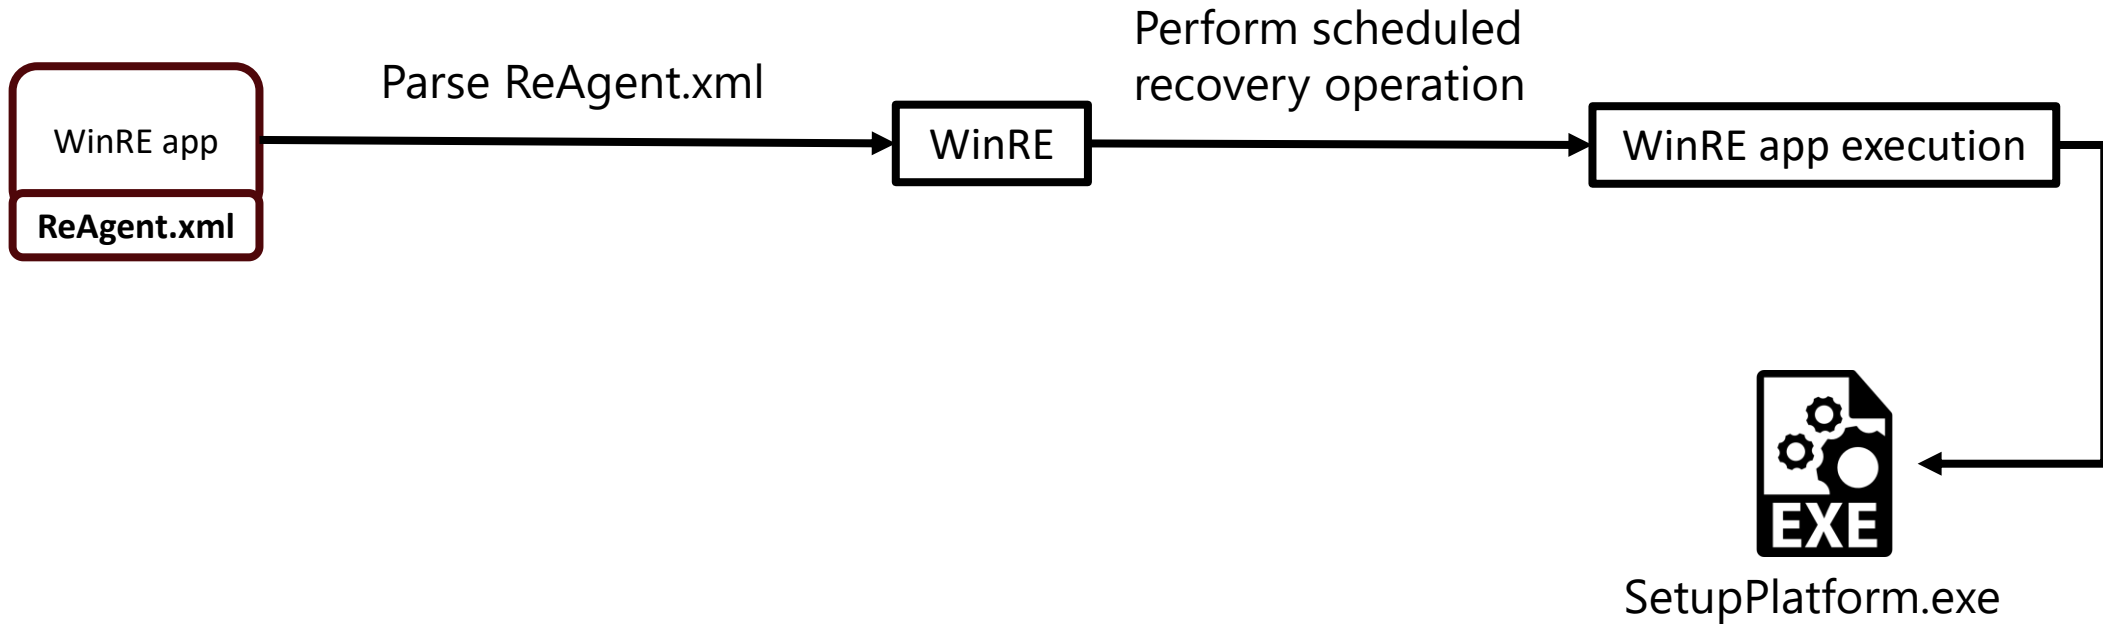 Perform scheduled
recovery operation
Parse ReAgent.xml
WinRE app
WinRE
WinRE app execution
ReAgent.xml
EXE
SetupPlatform.exe